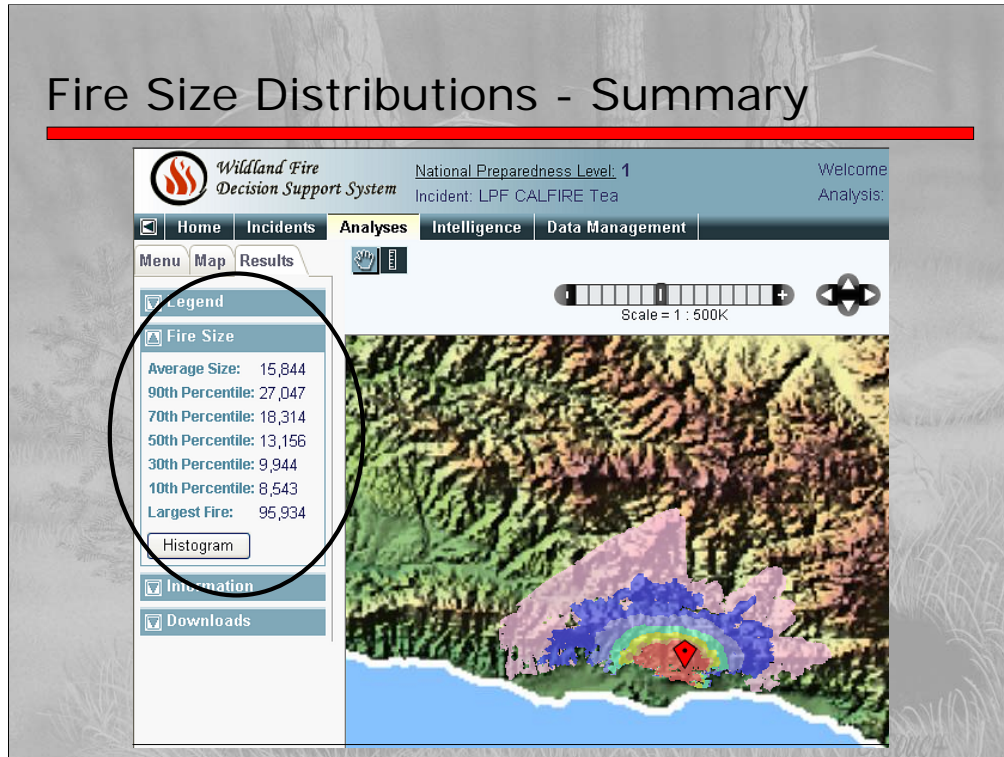 Fire Size Distributions - Summary
Wildland Fire
Decision Support System
National Preparedness Level: 1
Incident: LPF CALFIRE Tea
Welcome
Analysis:
Home Incidents Analyses Intelligence Data Management
Menu Map Results
Scale = 1 : 500K
Legend
Fire Size
Average Size: 15,844
90th Percentile: 27,047
70th Percentile: 18,314
50th Percentile: 13,156
30th Percentile: 9,944
10th Percentile: 8,543
Largest Fire: 95,934
Histogram
Information
Downloads